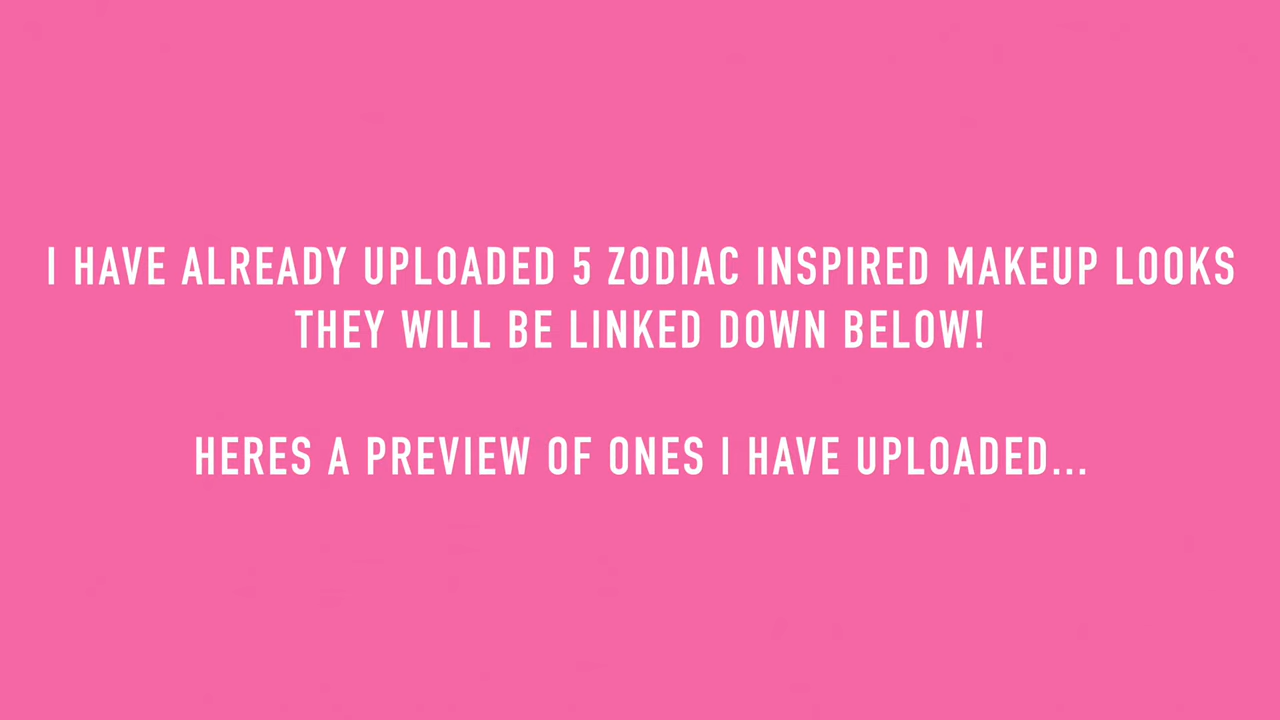 I HAVE ALREADY UPLOADED 5 ZODIAC INSPIRED MAKEUP LOOKS
THEY WILL BE LINKED DOWN BELOW!
HERES A PREVIEW OF ONES I HAVE UPLOADED...